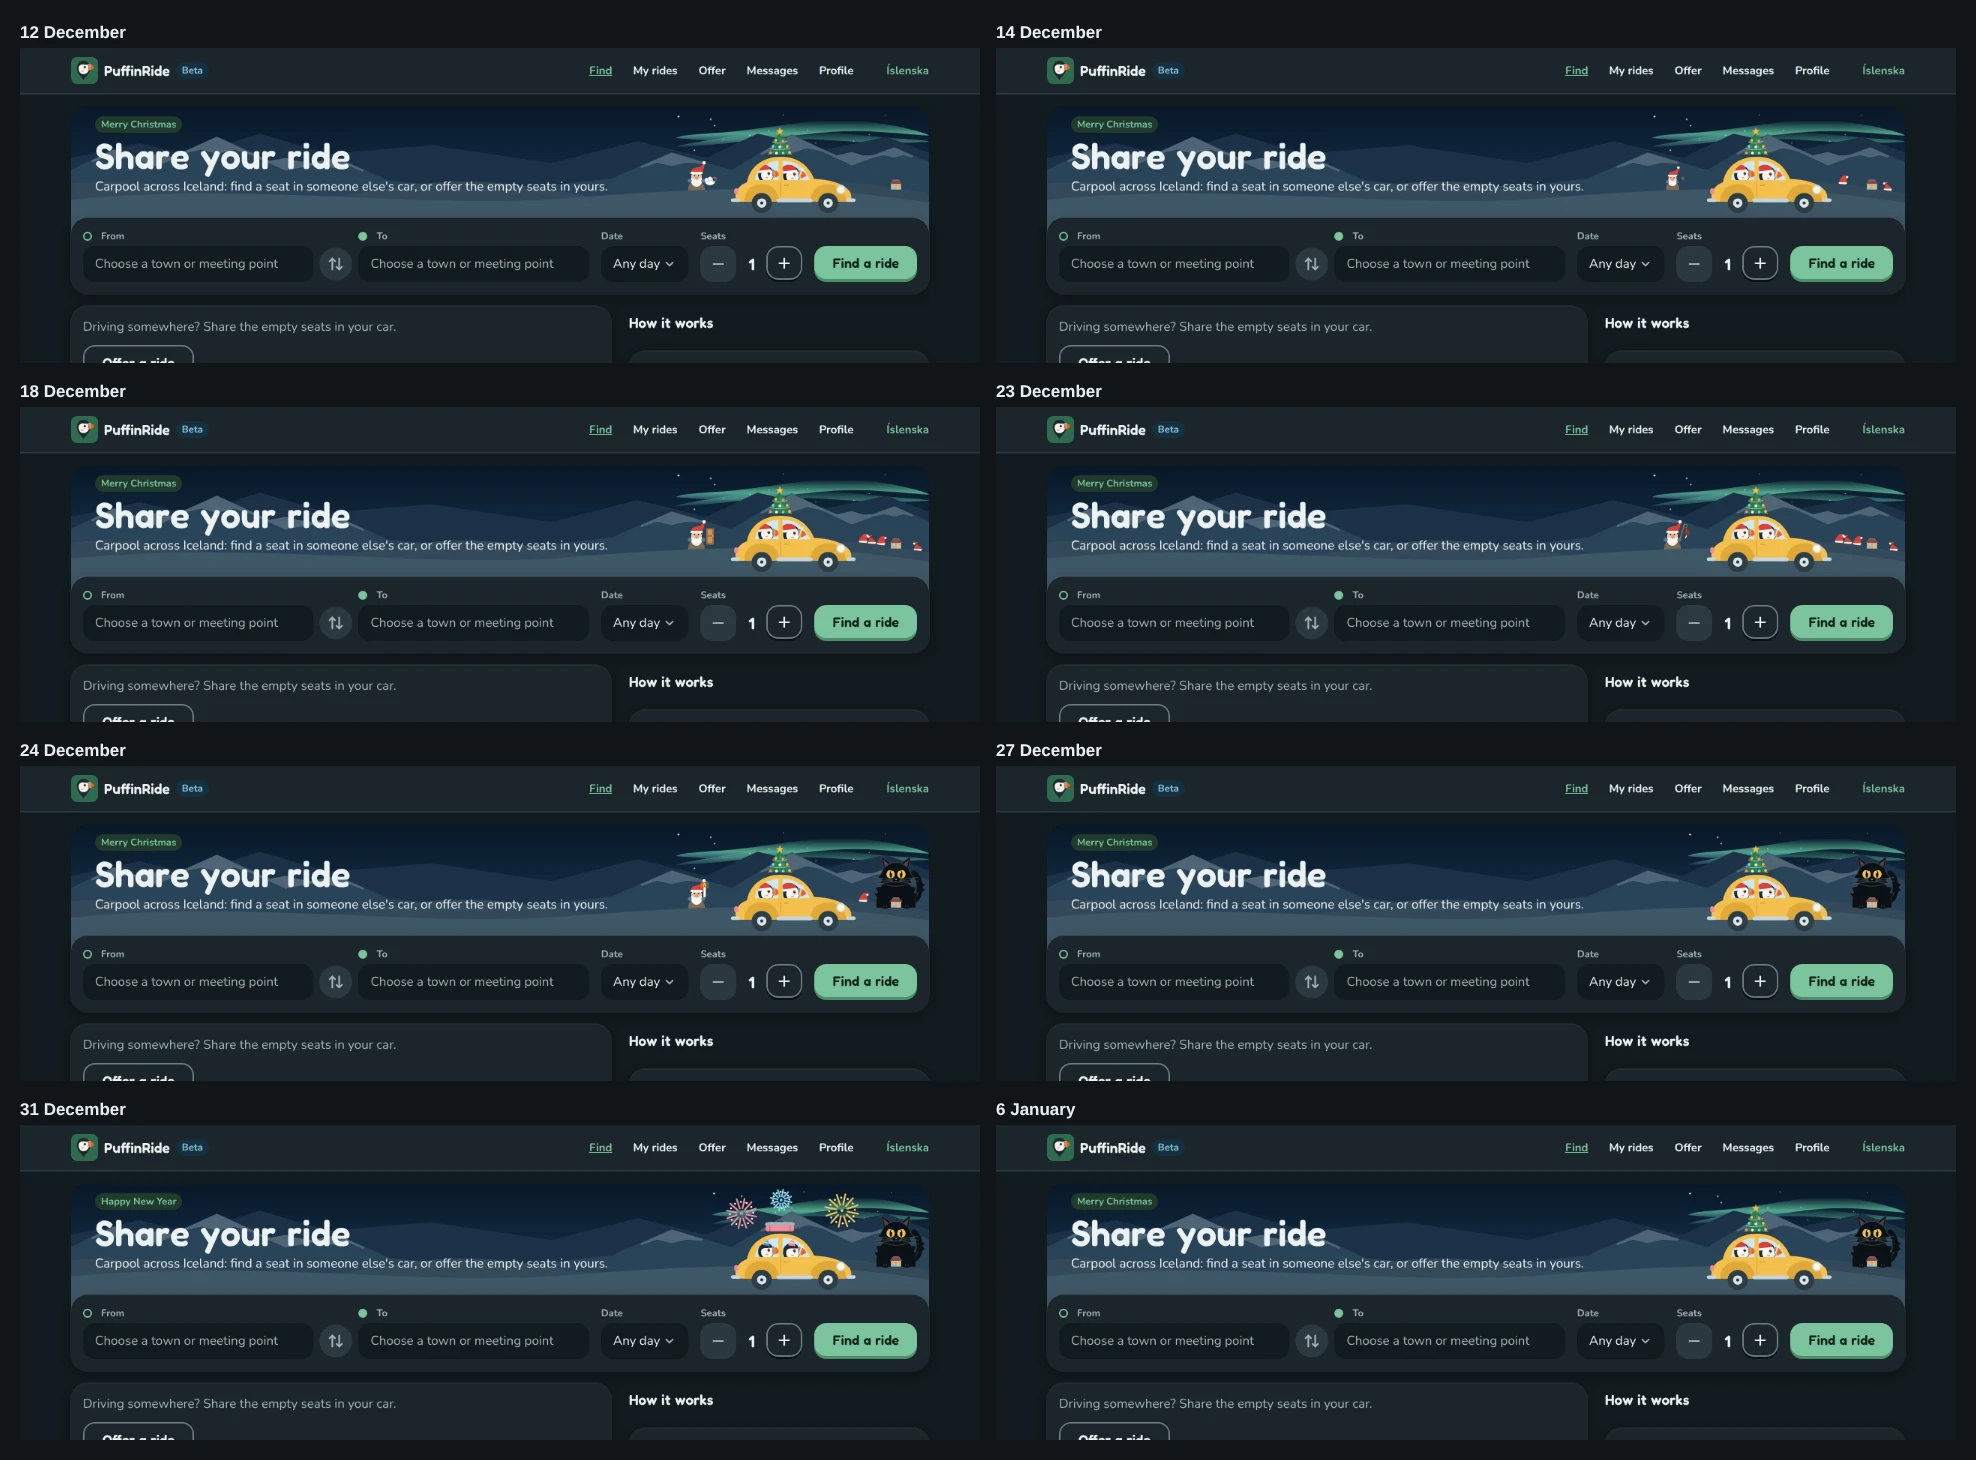 12 December
PuffinRide Beta Find My rides Offer Messages Profile Íslenska
Merry Christmas
Share your ride
Carpool across Iceland: find a seat in someone else's car, or offer the empty seats in yours.
From To Date Seats
Choose a town or meeting point Choose a town or meeting point Any day 1 Find a ride
Driving somewhere? Share the empty seats in your car. How it works
Offer a ride
14 December
PuffinRide Beta Find My rides Offer Messages Profile Íslenska
Merry Christmas
Share your ride
Carpool across Iceland: find a seat in someone else's car, or offer the empty seats in yours.
From To Date Seats
Choose a town or meeting point Choose a town or meeting point Any day 1 Find a ride
Driving somewhere? Share the empty seats in your car. How it works
Offer a ride
18 December
PuffinRide Beta Find My rides Offer Messages Profile Íslenska
Merry Christmas
Share your ride
Carpool across Iceland: find a seat in someone else's car, or offer the empty seats in yours.
From To Date Seats
Choose a town or meeting point Choose a town or meeting point Any day 1 Find a ride
Driving somewhere? Share the empty seats in your car. How it works
Offer a ride
23 December
PuffinRide Beta Find My rides Offer Messages Profile Íslenska
Merry Christmas
Share your ride
Carpool across Iceland: find a seat in someone else's car, or offer the empty seats in yours.
From To Date Seats
Choose a town or meeting point Choose a town or meeting point Any day 1 Find a ride
Driving somewhere? Share the empty seats in your car. How it works
Offer a ride
24 December
PuffinRide Beta Find My rides Offer Messages Profile Íslenska
Merry Christmas
Share your ride
Carpool across Iceland: find a seat in someone else's car, or offer the empty seats in yours.
From To Date Seats
Choose a town or meeting point Choose a town or meeting point Any day 1 Find a ride
Driving somewhere? Share the empty seats in your car. How it works
Offer a ride
27 December
PuffinRide Beta Find My rides Offer Messages Profile Íslenska
Merry Christmas
Share your ride
Carpool across Iceland: find a seat in someone else's car, or offer the empty seats in yours.
From To Date Seats
Choose a town or meeting point Choose a town or meeting point Any day 1 Find a ride
Driving somewhere? Share the empty seats in your car. How it works
Offer a ride
31 December
PuffinRide Beta Find My rides Offer Messages Profile Íslenska
Happy New Year
Share your ride
Carpool across Iceland: find a seat in someone else's car, or offer the empty seats in yours.
From To Date Seats
Choose a town or meeting point Choose a town or meeting point Any day 1 Find a ride
Driving somewhere? Share the empty seats in your car. How it works
Offer a ride
6 January
PuffinRide Beta Find My rides Offer Messages Profile Íslenska
Merry Christmas
Share your ride
Carpool across Iceland: find a seat in someone else's car, or offer the empty seats in yours.
From To Date Seats
Choose a town or meeting point Choose a town or meeting point Any day 1 Find a ride
Driving somewhere? Share the empty seats in your car. How it works
Offer a ride